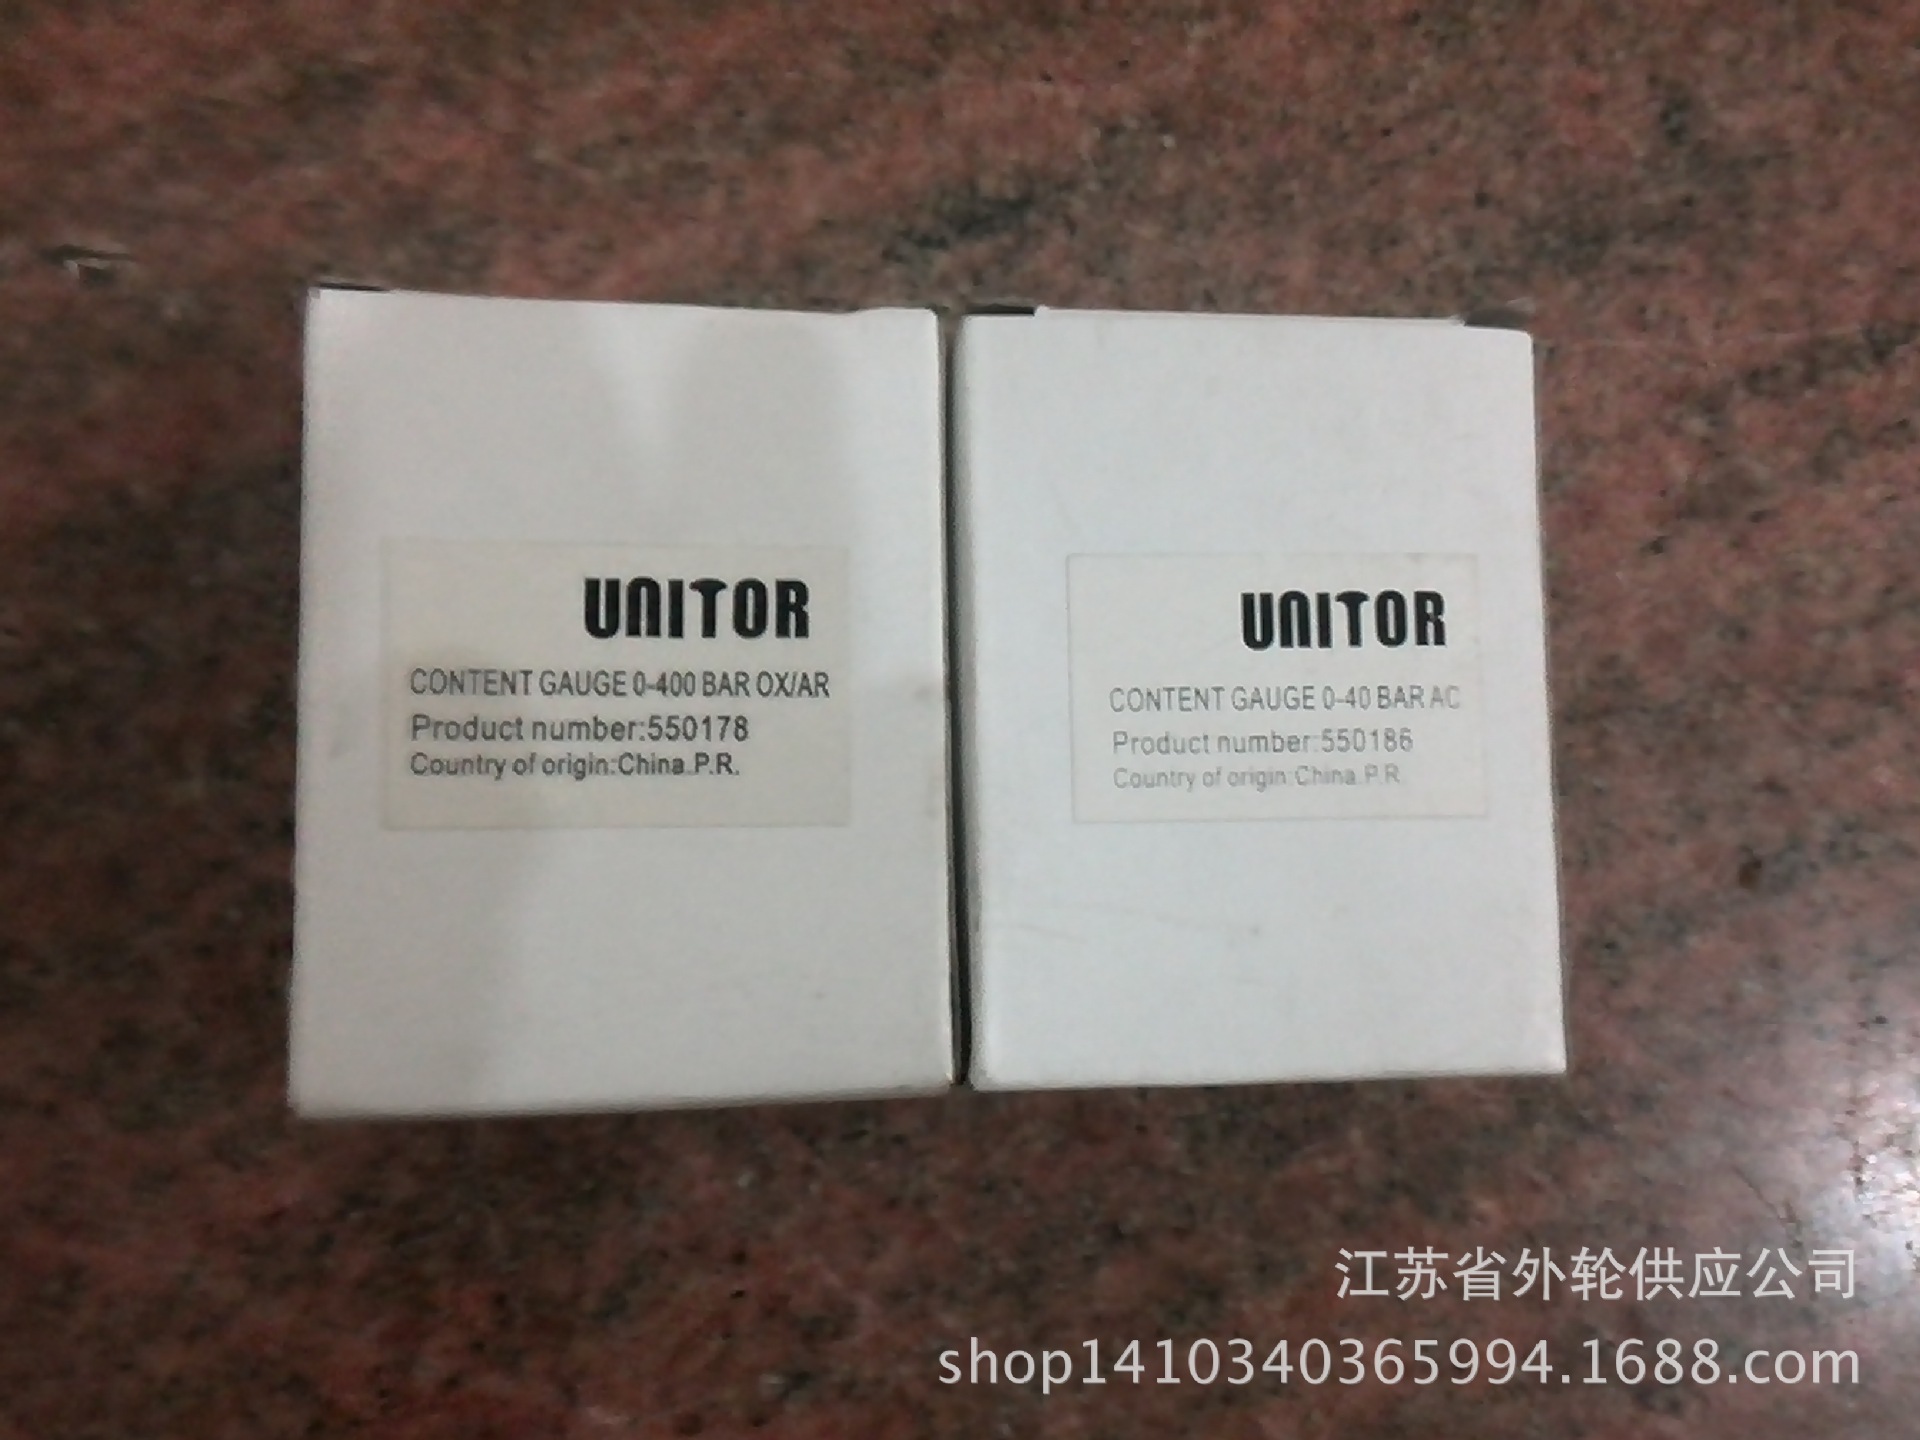 UNITOR
CONTENT GAUGE 0-400 BAR OX/AR
Product number:550178
Country of origin:China.P.R.
UNITOR
CONTENT GAUGE 0-40 BAR AC
Product number:550186
Country of origin:China.P.R.
江苏省外轮供应公司
shop1410340365994.1688.com